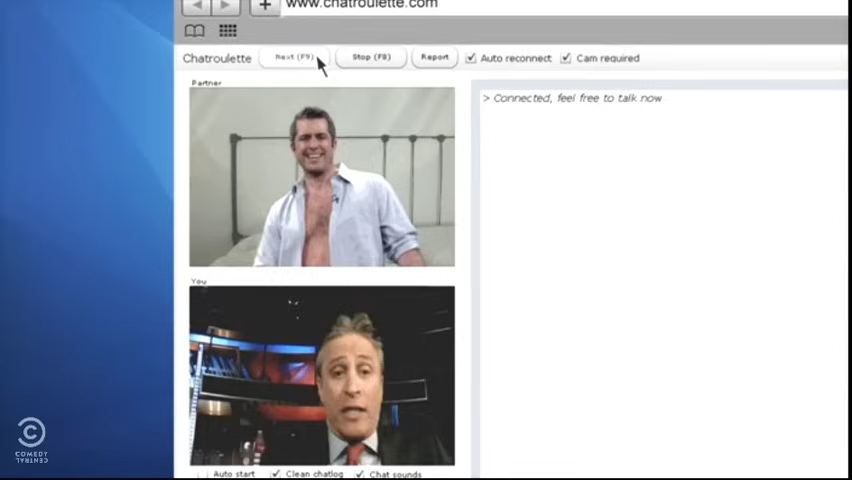 www.chatroulette.com
Chatroulette Next (F9) Stop (F8) Report Auto reconnect Cam required
Partner
> Connected, feel free to talk now
You
COMEDY
CENTRAL
Auto start Clean chatlog Chat sounds